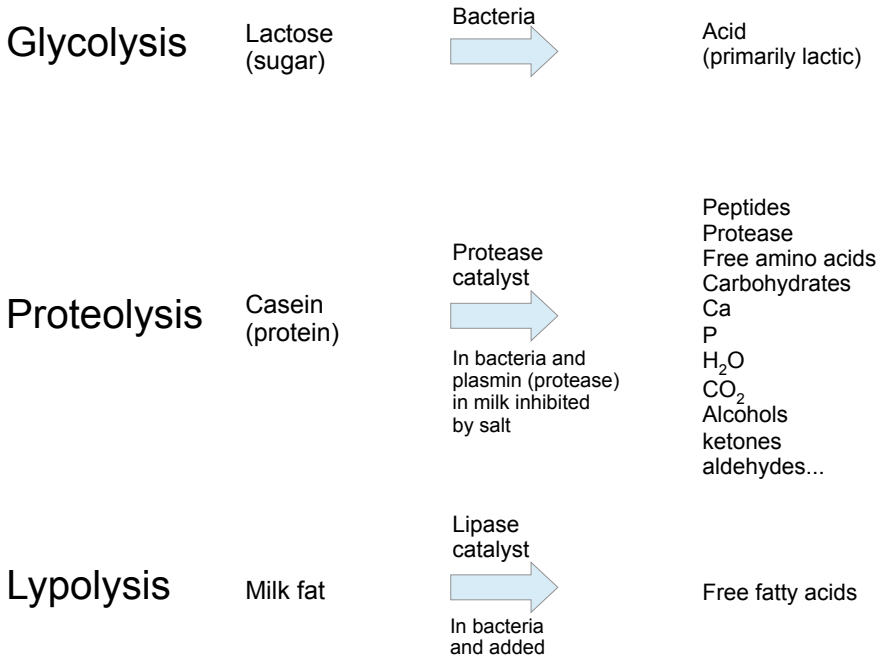 Glycolysis
Lactose
(sugar)
Bacteria
Acid
(primarily lactic)
Proteolysis
Casein
(protein)
Protease
catalyst
In bacteria and
plasmin (protease)
in milk inhibited
by salt
Peptides
Protease
Free amino acids
Carbohydrates
Ca
P
H₂O
CO₂
Alcohols
ketones
aldehydes...
Lypolysis
Milk fat
Lipase
catalyst
In bacteria
and added
Free fatty acids